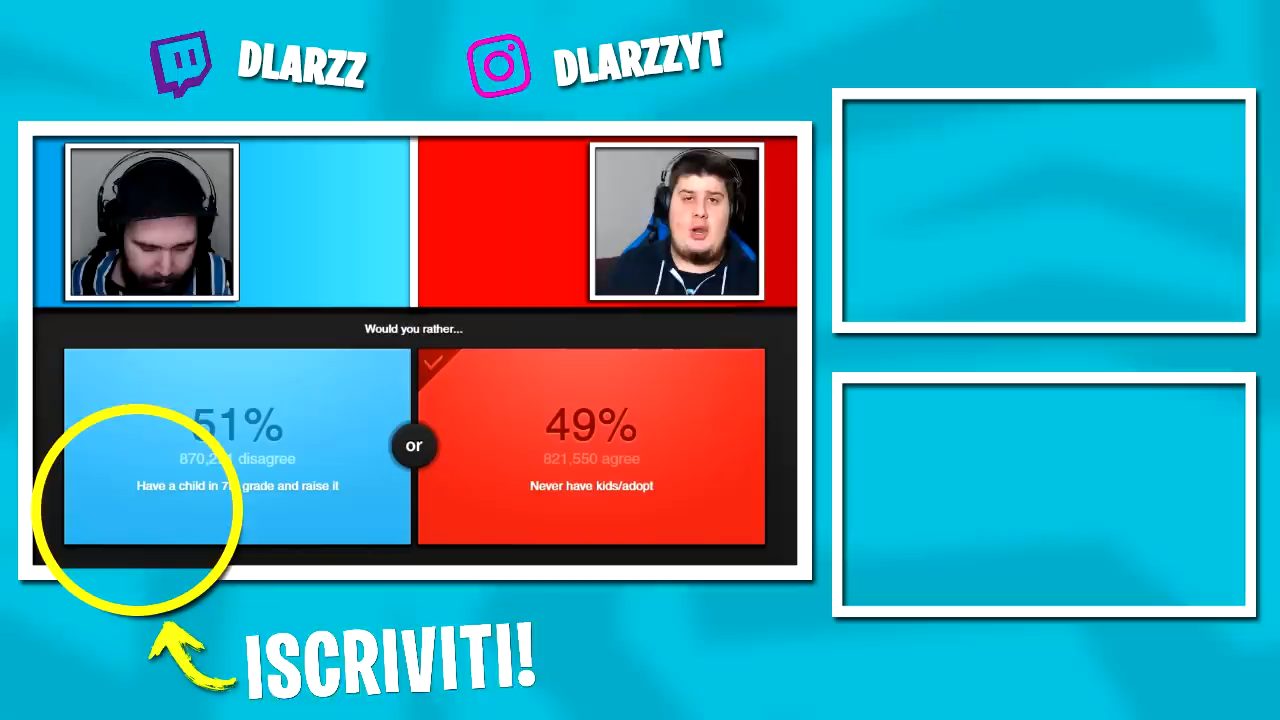 DLARZZ
DLARZZYT
Would you rather...
51%
49%
disagree
821,550 agree
Have a child in 7th grade and raise it
Never have kids/adopt
or
ISCRIVITI!